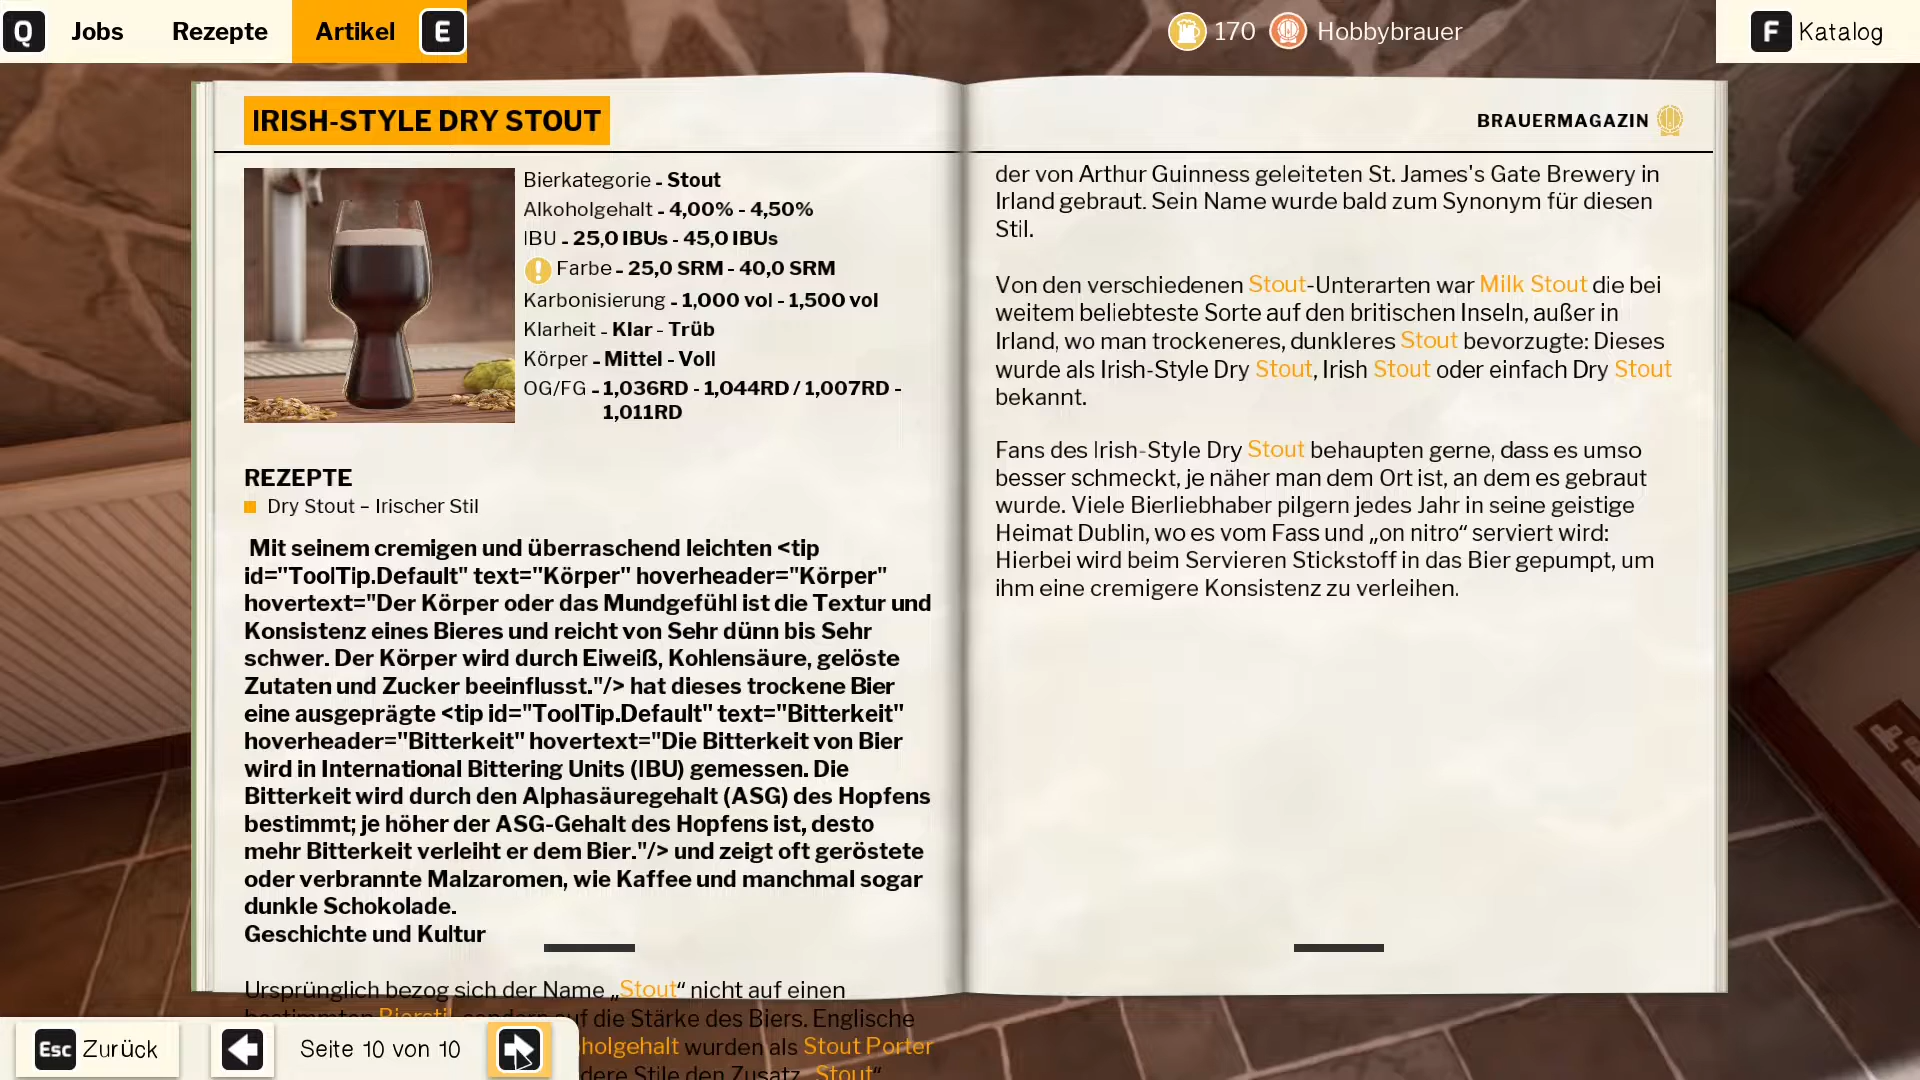 Q Jobs Rezepte Artikel E
170 Hobbybrauer
F Katalog
IRISH-STYLE DRY STOUT
BRAUERMAGAZIN
Bierkategorie - Stout
Alkoholgehalt - 4,00% - 4,50%
IBU - 25,0 IBUs - 45,0 IBUs
Farbe - 25,0 SRM - 40,0 SRM
Karbonisierung - 1,000 vol - 1,500 vol
Klarheit - Klar - Trüb
Körper - Mittel - Voll
OG/FG - 1,036RD - 1,044RD / 1,007RD -
1,011RD
REZEPTE
Dry Stout – Irischer Stil
Mit seinem cremigen und überraschend leichten <tip
id="ToolTip.Default" text="Körper" hoverheader="Körper"
hovertext="Der Körper oder das Mundgefühl ist die Textur und
Konsistenz eines Bieres und reicht von Sehr dünn bis Sehr
schwer. Der Körper wird durch Eiweiß, Kohlensäure, gelöste
Zutaten und Zucker beeinflusst."/> hat dieses trockene Bier
eine ausgeprägte <tip id="ToolTip.Default" text="Bitterkeit"
hoverheader="Bitterkeit" hovertext="Die Bitterkeit von Bier
wird in International Bittering Units (IBU) gemessen. Die
Bitterkeit wird durch den Alphasäuregehalt (ASG) des Hopfens
bestimmt; je höher der ASG-Gehalt des Hopfens ist, desto
mehr Bitterkeit verleiht er dem Bier."/> und zeigt oft geröstete
oder verbrannte Malzaromen, wie Kaffee und manchmal sogar
dunkle Schokolade.
Geschichte und Kultur
Ursprünglich bezog sich der Name „Stout“ nicht auf einen
bestimmten Bierstil, sondern auf die Stärke des Biers. Englische
holgehalt wurden als Stout Porter
dere Stile den Zusatz „Stout“
der von Arthur Guinness geleiteten St. James's Gate Brewery in
Irland gebraut. Sein Name wurde bald zum Synonym für diesen
Stil.
Von den verschiedenen Stout-Unterarten war Milk Stout die bei
weitem beliebteste Sorte auf den britischen Inseln, außer in
Irland, wo man trockeneres, dunkleres Stout bevorzugte: Dieses
wurde als Irish-Style Dry Stout, Irish Stout oder einfach Dry Stout
bekannt.
Fans des Irish-Style Dry Stout behaupten gerne, dass es umso
besser schmeckt, je näher man dem Ort ist, an dem es gebraut
wurde. Viele Bierliebhaber pilgern jedes Jahr in seine geistige
Heimat Dublin, wo es vom Fass und „on nitro“ serviert wird:
Hierbei wird beim Servieren Stickstoff in das Bier gepumpt, um
ihm eine cremigere Konsistenz zu verleihen.
Esc Zurück
Seite 10 von 10